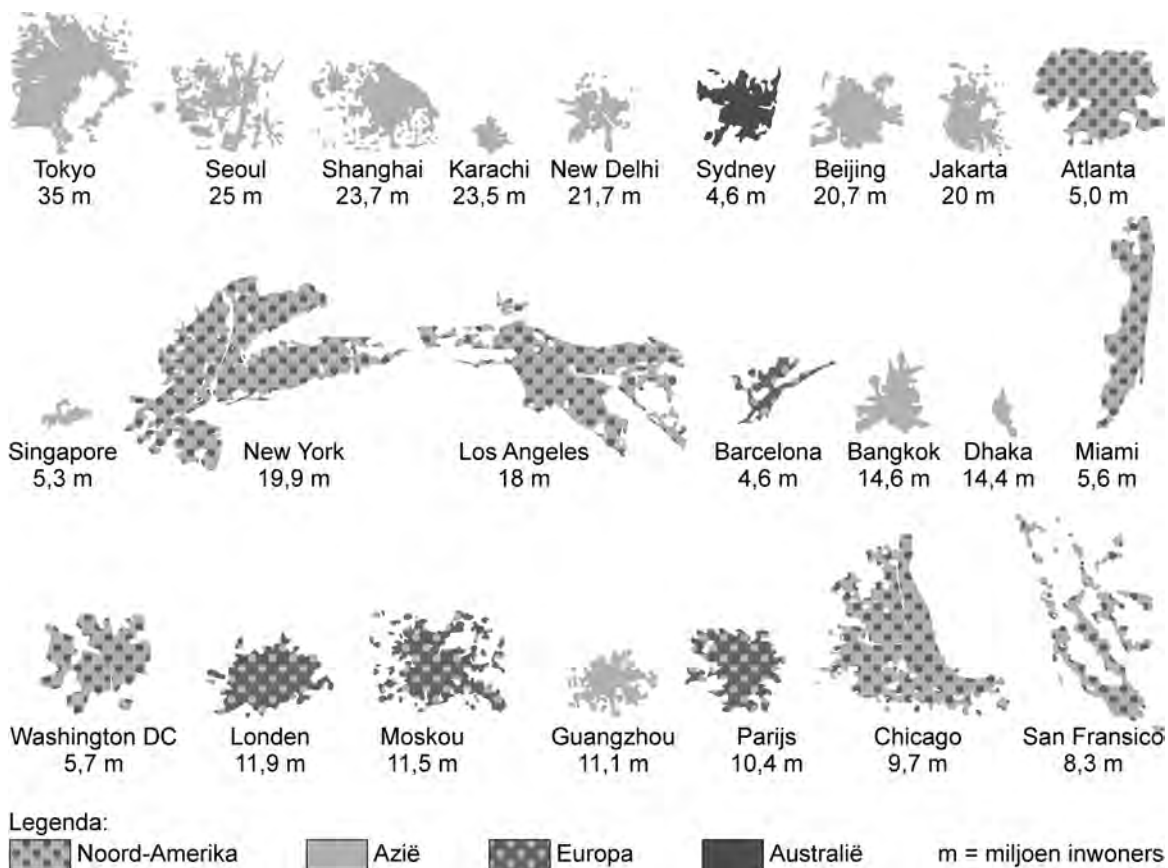 Tokyo Seoul Shanghai Karachi New Delhi Sydney Beijing Jakarta Atlanta
35 m 25 m 23,7 m 23,5 m 21,7 m 4,6 m 20,7 m 20 m 5,0 m
Singapore New York Los Angeles Barcelona Bangkok Dhaka Miami
5,3 m 19,9 m 18 m 4,6 m 14,6 m 14,4 m 5,6 m
Washington DC Londen Moskou Guangzhou Parijs Chicago San Fransico
5,7 m 11,9 m 11,5 m 11,1 m 10,4 m 9,7 m 8,3 m
Legenda:
Noord-Amerika Azië Europa Australië m = miljoen inwoners